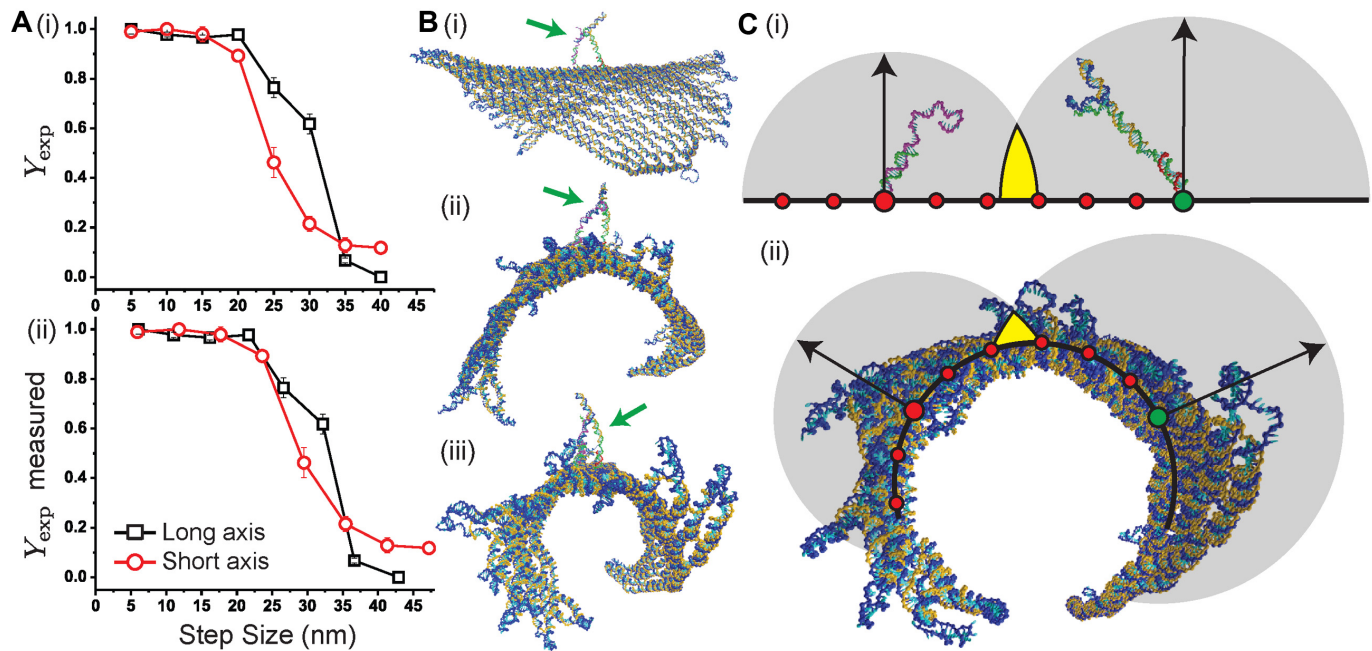 A (i)
Y exp
1.0
0.8
0.6
0.4
0.2
0.0
0 5 10 15 20 25 30 35 40 45
(ii)
Y exp measured
1.0
0.8
0.6
0.4
0.2
0.0
Long axis
Short axis
0 5 10 15 20 25 30 35 40 45
Step Size (nm)
B (i)
(ii)
(iii)
C (i)
(ii)